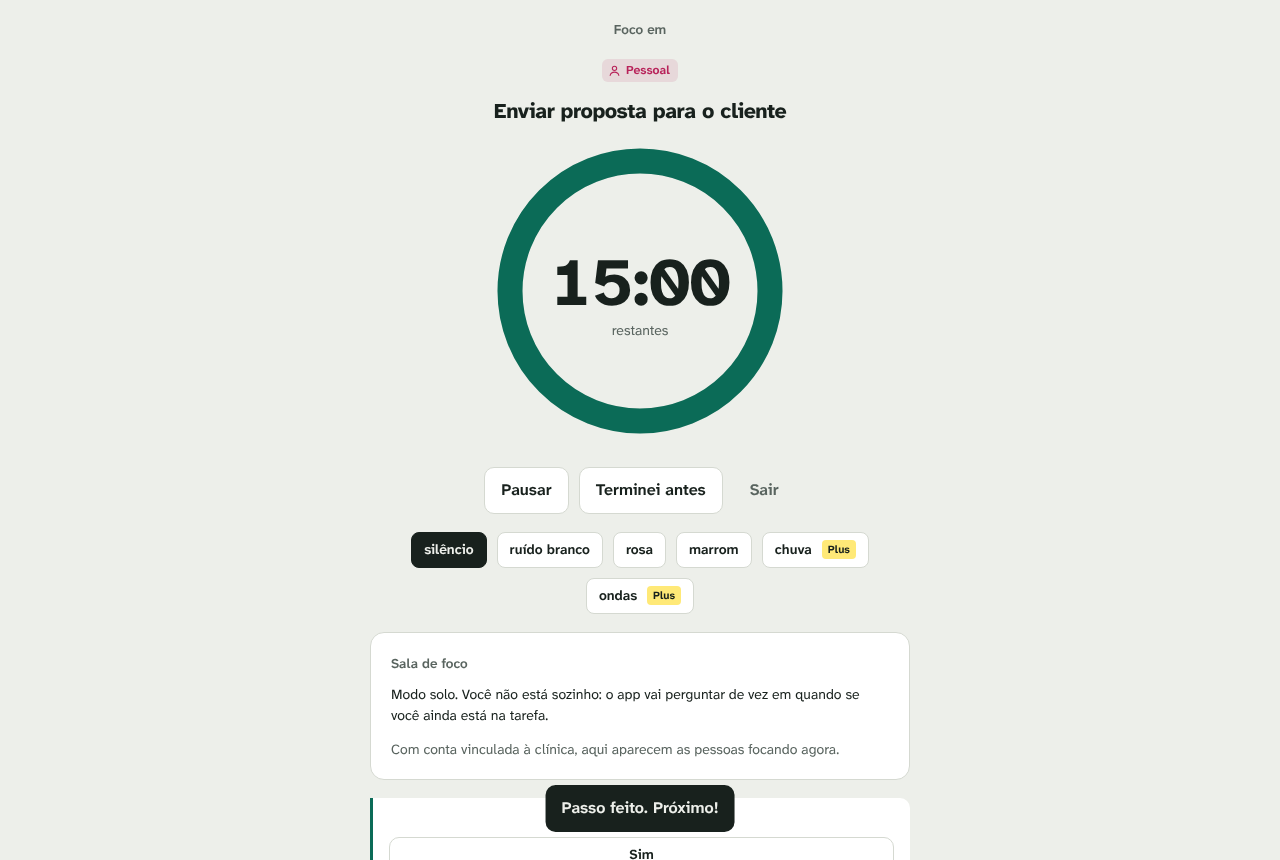 Foco em
Pessoal
Enviar proposta para o cliente
15:00
restantes
Pausar
Terminei antes
Sair
silêncio
ruído branco
rosa
marrom
chuva Plus
ondas Plus
Sala de foco
Modo solo. Você não está sozinho: o app vai perguntar de vez em quando se
você ainda está na tarefa.
Com conta vinculada à clínica, aqui aparecem as pessoas focando agora.
Passo feito. Próximo!
Sim